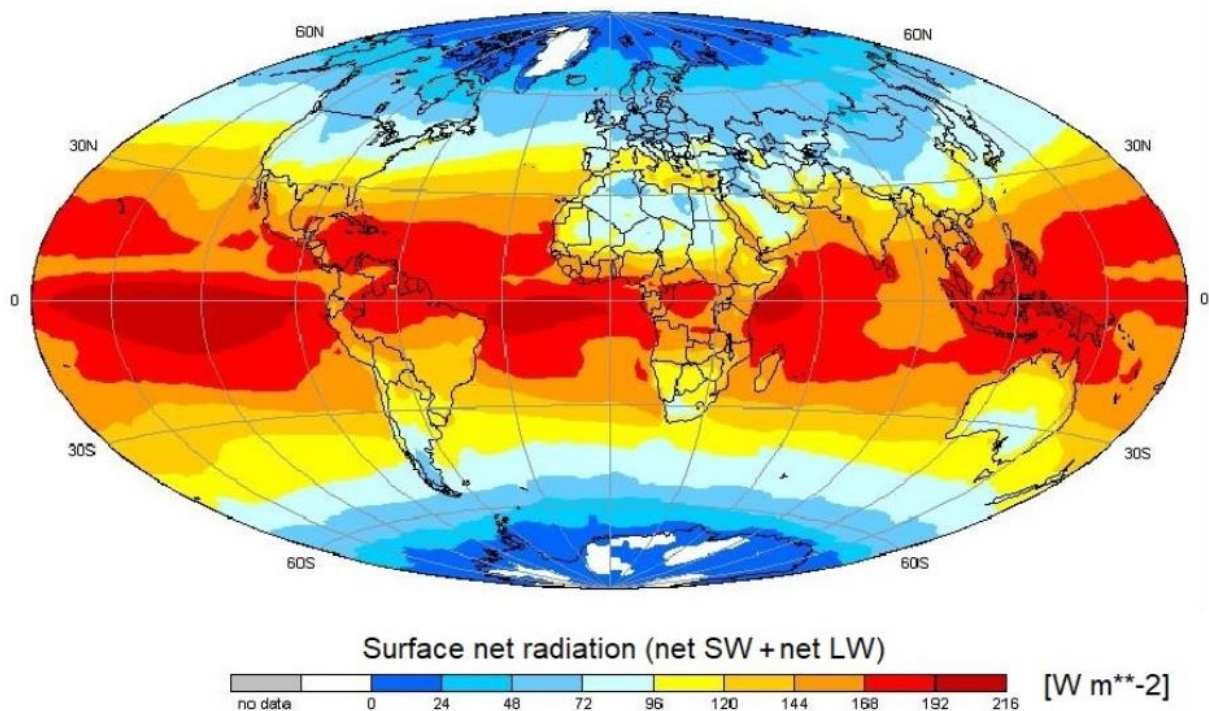 60N 60N
30N 30N
0 0
30S 30S
60S 60S
Surface net radiation (net SW + net LW)
no data 0 24 48 72 96 120 144 168 192 216 [W m**-2]